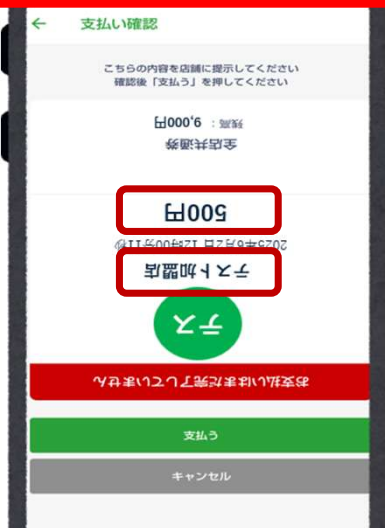 ← 支払い確認
こちらの内容を店舗に提示してください
確認後「支払う」を押してください
お支払いはまだ完了していません
テス
テスト加盟店
2025年6月2日 12時00分11秒
500円
全店共通券
残高 : 9,000円
支払う
キャンセル